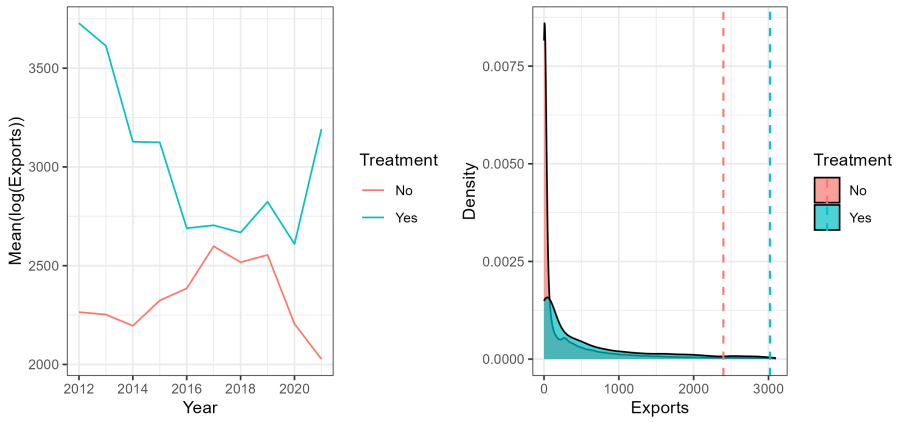 Mean(log(Exports))
3500
3000
2500
2000
2012 2014 2016 2018 2020
Year
Treatment
No
Yes
Density
0.0075
0.0050
0.0025
0.0000
0 1000 2000 3000
Exports
Treatment
No
Yes